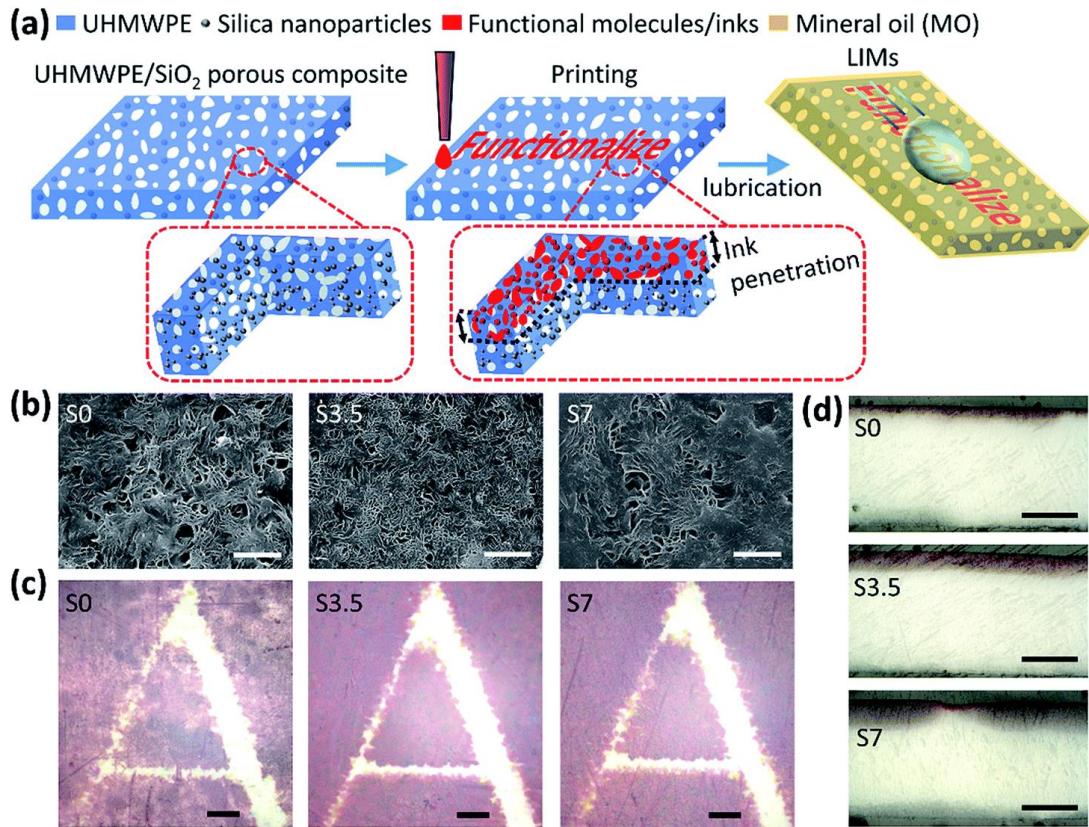 (a) UHMWPE Silica nanoparticles Functional molecules/inks Mineral oil (MO)
UHMWPE/SiO₂ porous composite
Printing
LIMs
Functionalize
Functionalize
lubrication
Ink
penetration
(b) S0 S3.5 S7
(c) S0 S3.5 S7
(d) S0
S3.5
S7